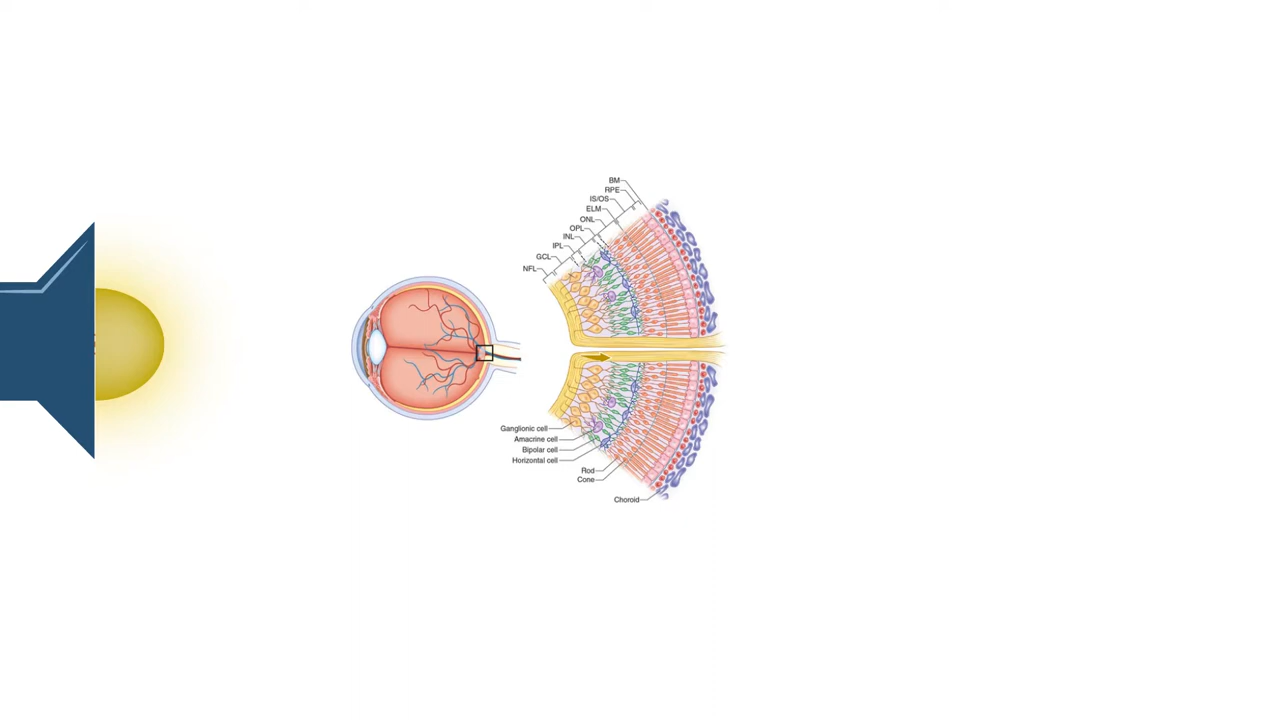 BM
RPE
IS/OS
ELM
ONL
OPL
INL
IPL
GCL
NFL
Ganglionic cell
Amacrine cell
Bipolar cell
Horizontal cell
Rod
Cone
Choroid